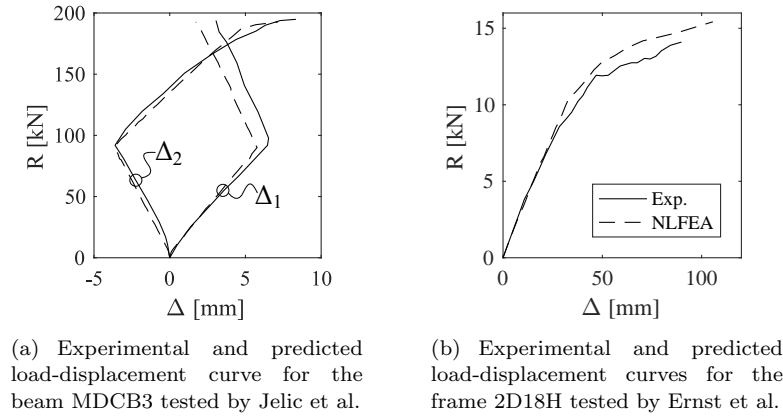 200
150
100
50
0
R [kN]
Δ₂
Δ₁
-5 0 5 10
Δ [mm]
15
10
5
0
R [kN]
Exp.
NLFEA
0 50 100
Δ [mm]
(a) Experimental and predicted
load-displacement curve for the
beam MDCB3 tested by Jelic et al.
(b) Experimental and predicted
load-displacement curves for the
frame 2D18H tested by Ernst et al.